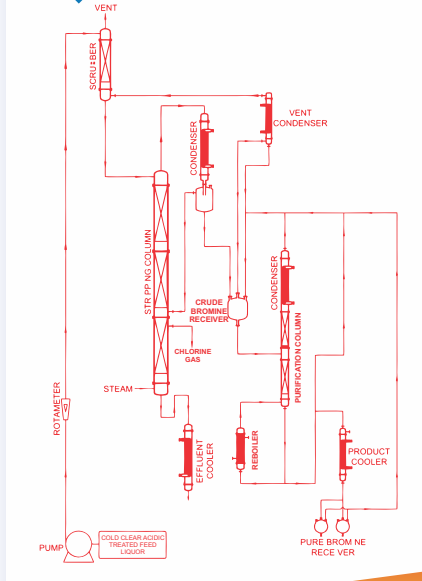 VENT
SCRU BER
VENT
CONDENSER
CONDENSER
STR PP NG COLUMN
CRUDE
BROMINE
RECEIVER
CONDENSER
PURIFICATION COLUMN
CHLORINE
GAS
STEAM
ROTAMETER
EFFLUENT
COOLER
REBOILER
PRODUCT
COOLER
PUMP
COLD CLEAR ACIDIC
TREATED FEED
LIQUOR
PURE BROM NE
RECE VER